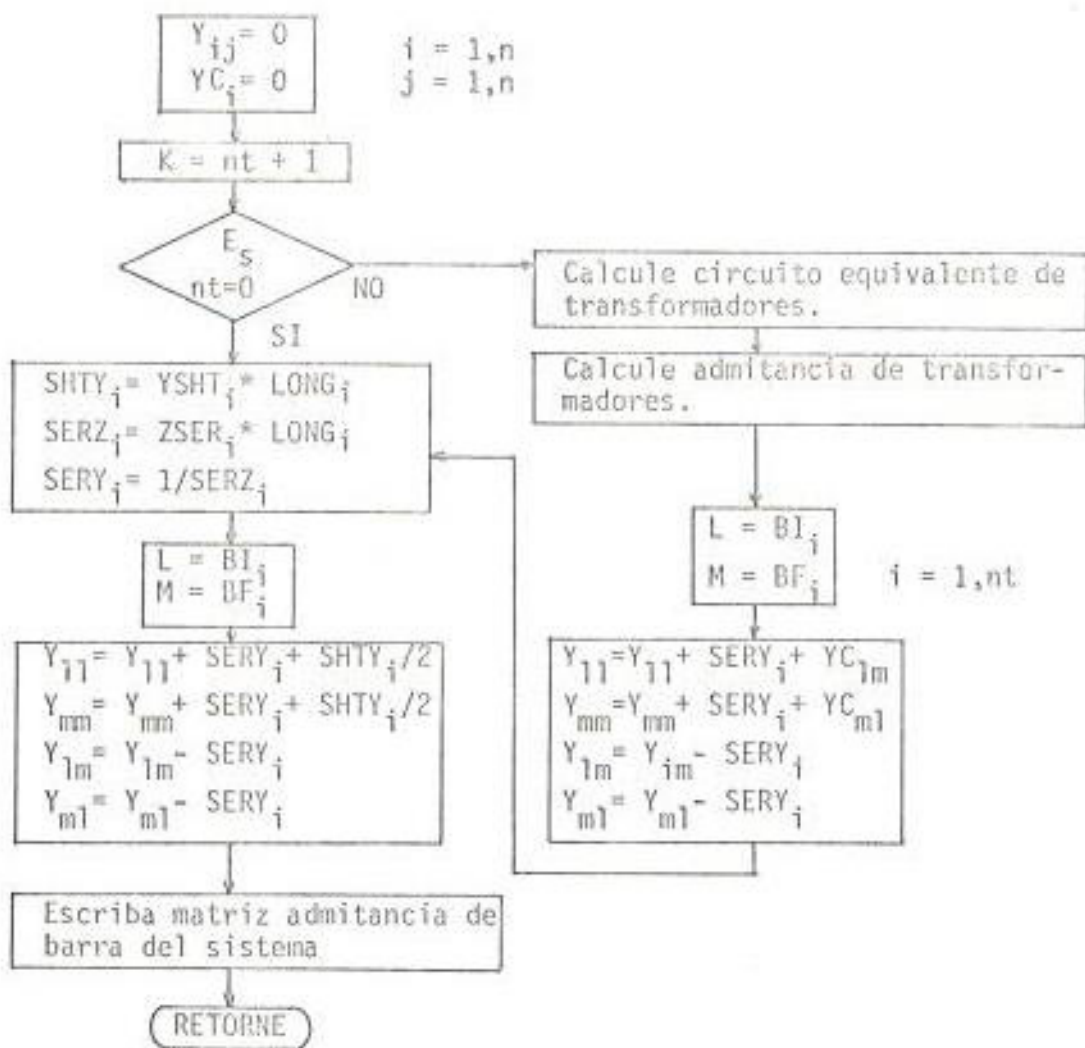 Y_ij = 0
YC_i = 0
i = 1,n
j = 1,n
K = nt + 1
E_s
nt=0
NO
SI
Calcule circuito equivalente de
transformadores.
Calcule admitancia de transfor-
madores.
SHTY_i = YSHT_i * LONG_i
SERZ_i = ZSER_i * LONG_i
SERY_i = 1/SERZ_i
L = BI_i
M = BF_i
L = BI_i
M = BF_i
i = 1,nt
Y_ll = Y_ll + SERY_i + SHTY_i/2
Y_mm = Y_mm + SERY_i + SHTY_i/2
Y_lm = Y_lm - SERY_i
Y_ml = Y_ml - SERY_i
Y_ll = Y_ll + SERY_i + YC_lm
Y_mm = Y_mm + SERY_i + YC_ml
Y_lm = Y_im - SERY_i
Y_ml = Y_ml - SERY_i
Escriba matriz admitancia de
barra del sistema
RETORNE